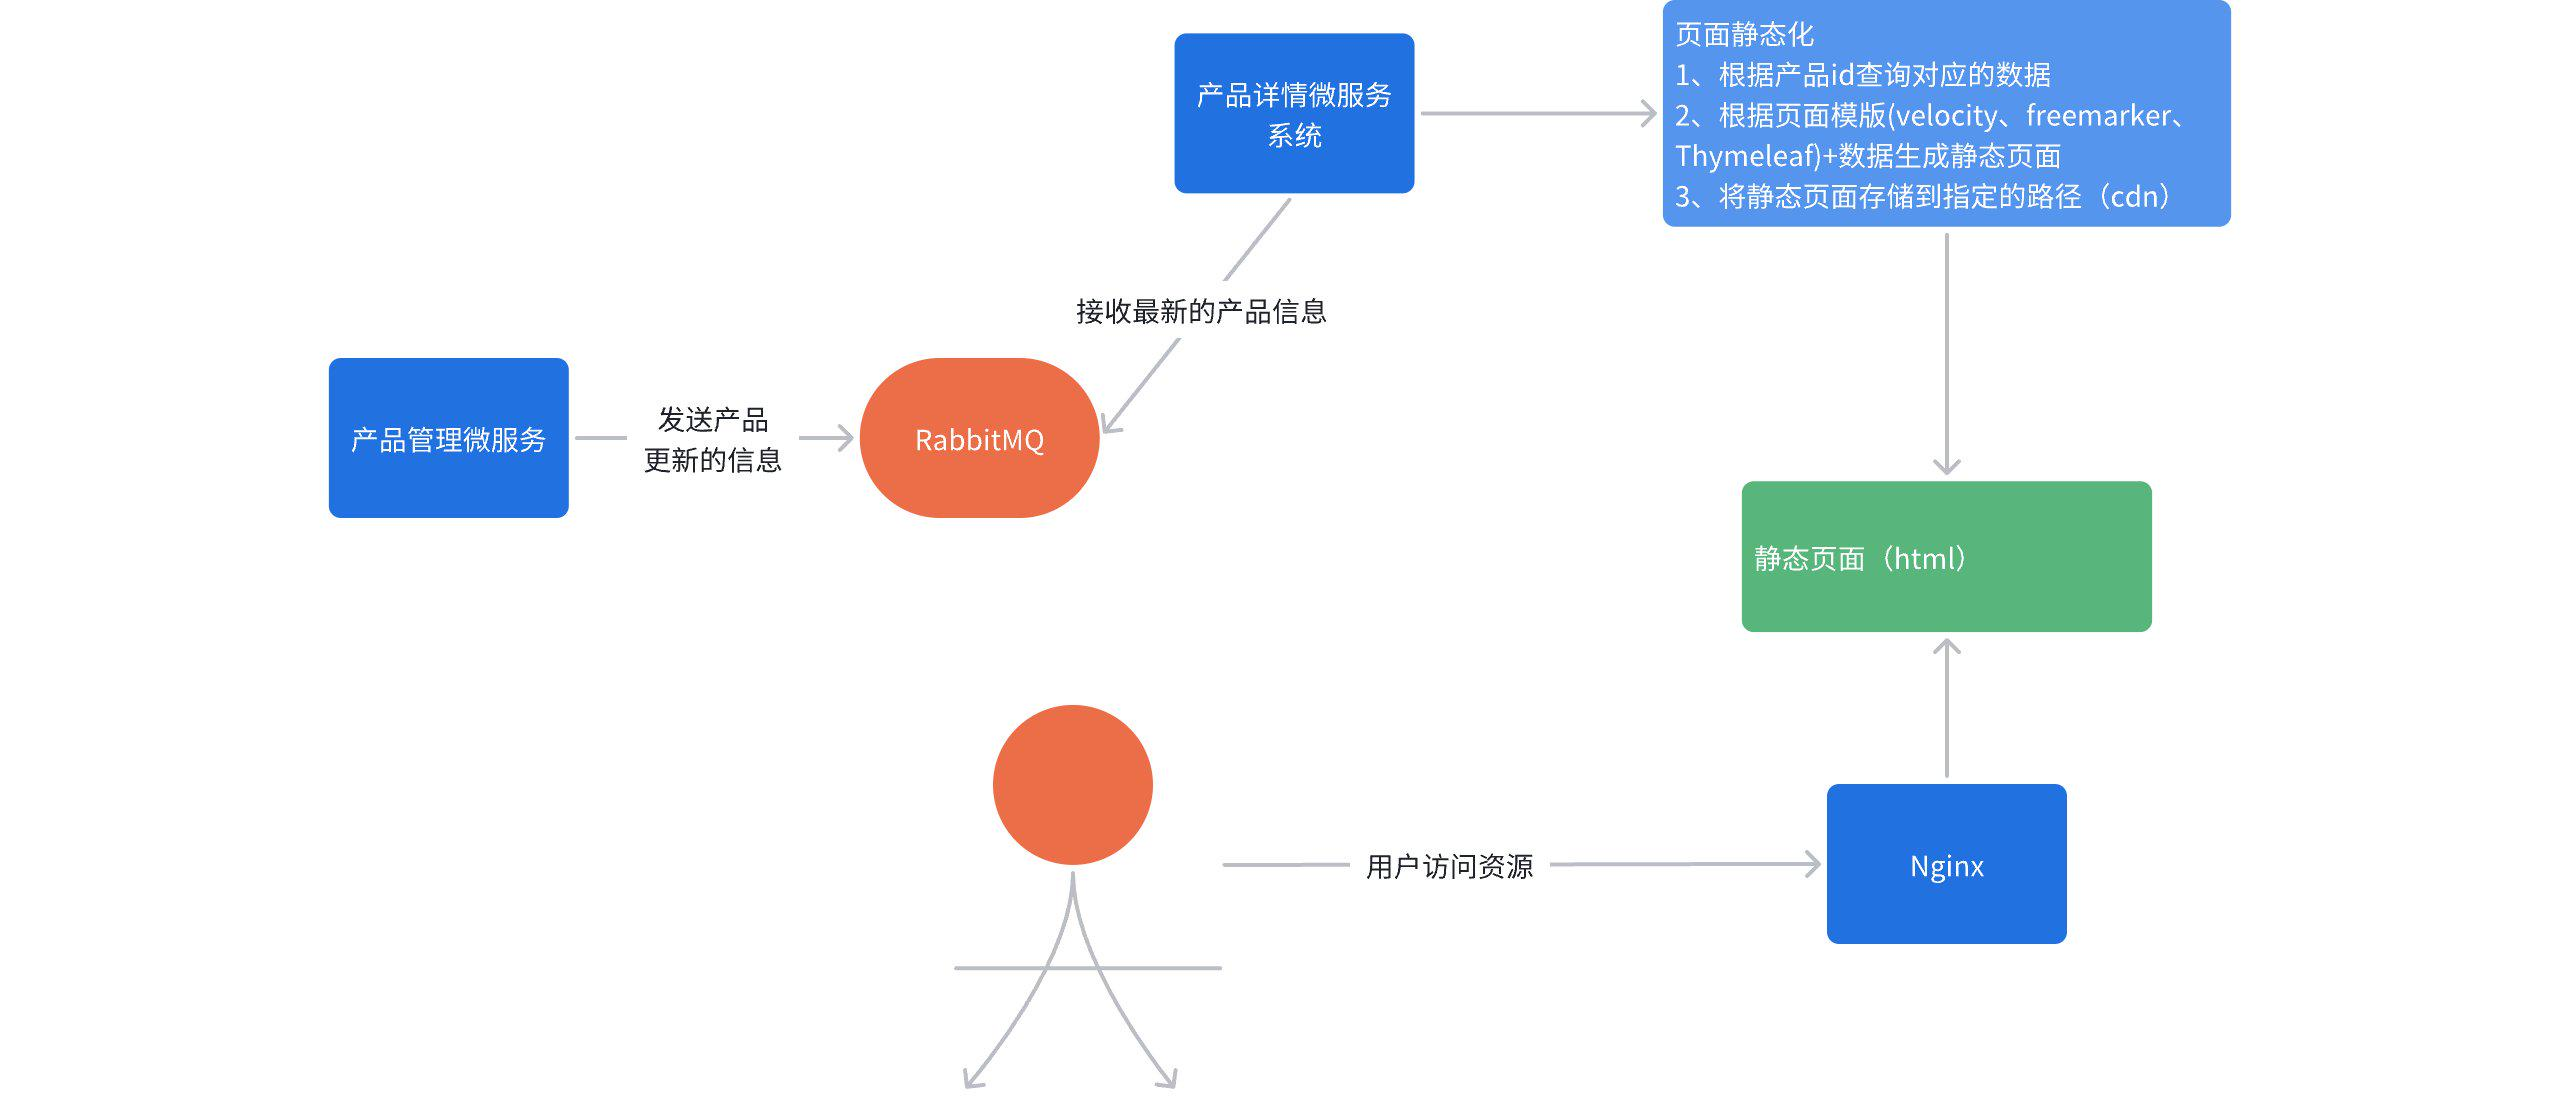 页面静态化
1、根据产品id查询对应的数据
2、根据页面模版(velocity、freemarker、
Thymeleaf)+数据生成静态页面
3、将静态页面存储到指定的路径（cdn）
产品详情微服务
系统
接收最新的产品信息
产品管理微服务
发送产品
更新的信息
RabbitMQ
静态页面（html）
用户访问资源
Nginx